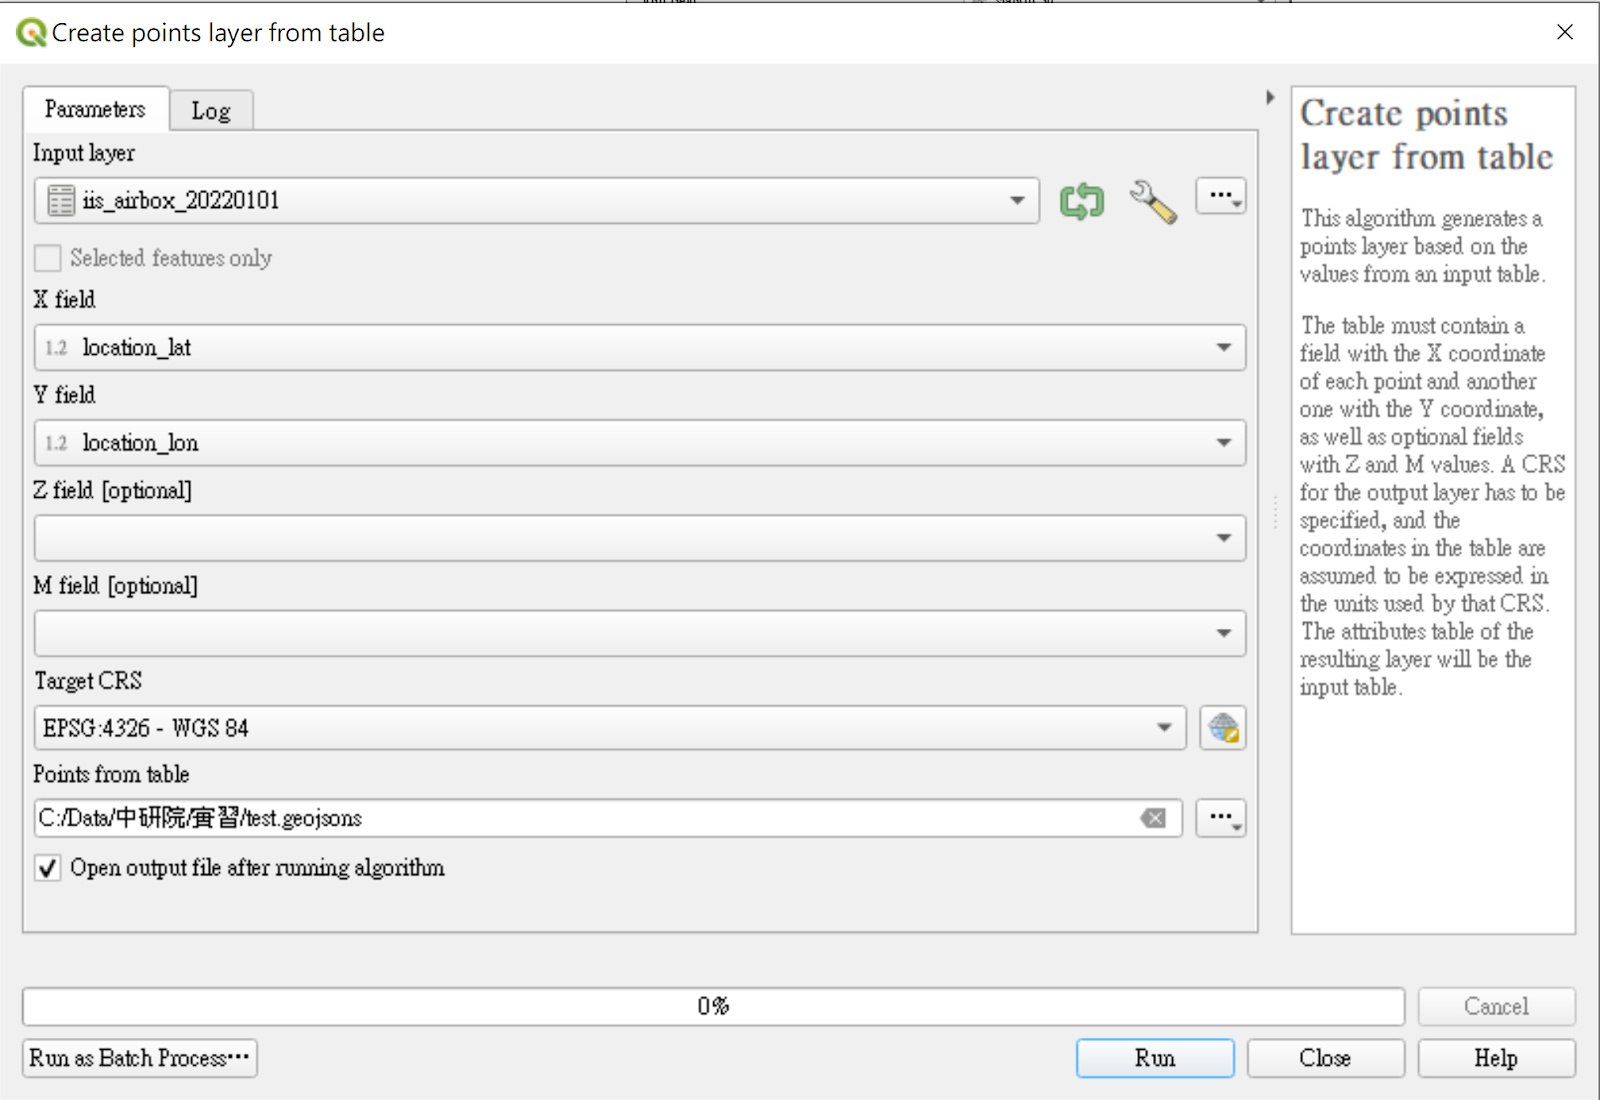 Create points layer from table
Parameters
Log
Input layer
iis_airbox_20220101
Selected features only
X field
1.2 location_lat
Y field
1.2 location_lon
Z field [optional]
M field [optional]
Target CRS
EPSG:4326 - WGS 84
Points from table
C:/Data/中研院/實習/test.geojsons
Open output file after running algorithm
Create points
layer from table
This algorithm generates a
points layer based on the
values from an input table.
The table must contain a
field with the X coordinate
of each point and another
one with the Y coordinate,
as well as optional fields
with Z and M values. A CRS
for the output layer has to be
specified, and the
coordinates in the table are
assumed to be expressed in
the units used by that CRS.
The attributes table of the
resulting layer will be the
input table.
0%
Cancel
Run as Batch Process⋯
Run
Close
Help